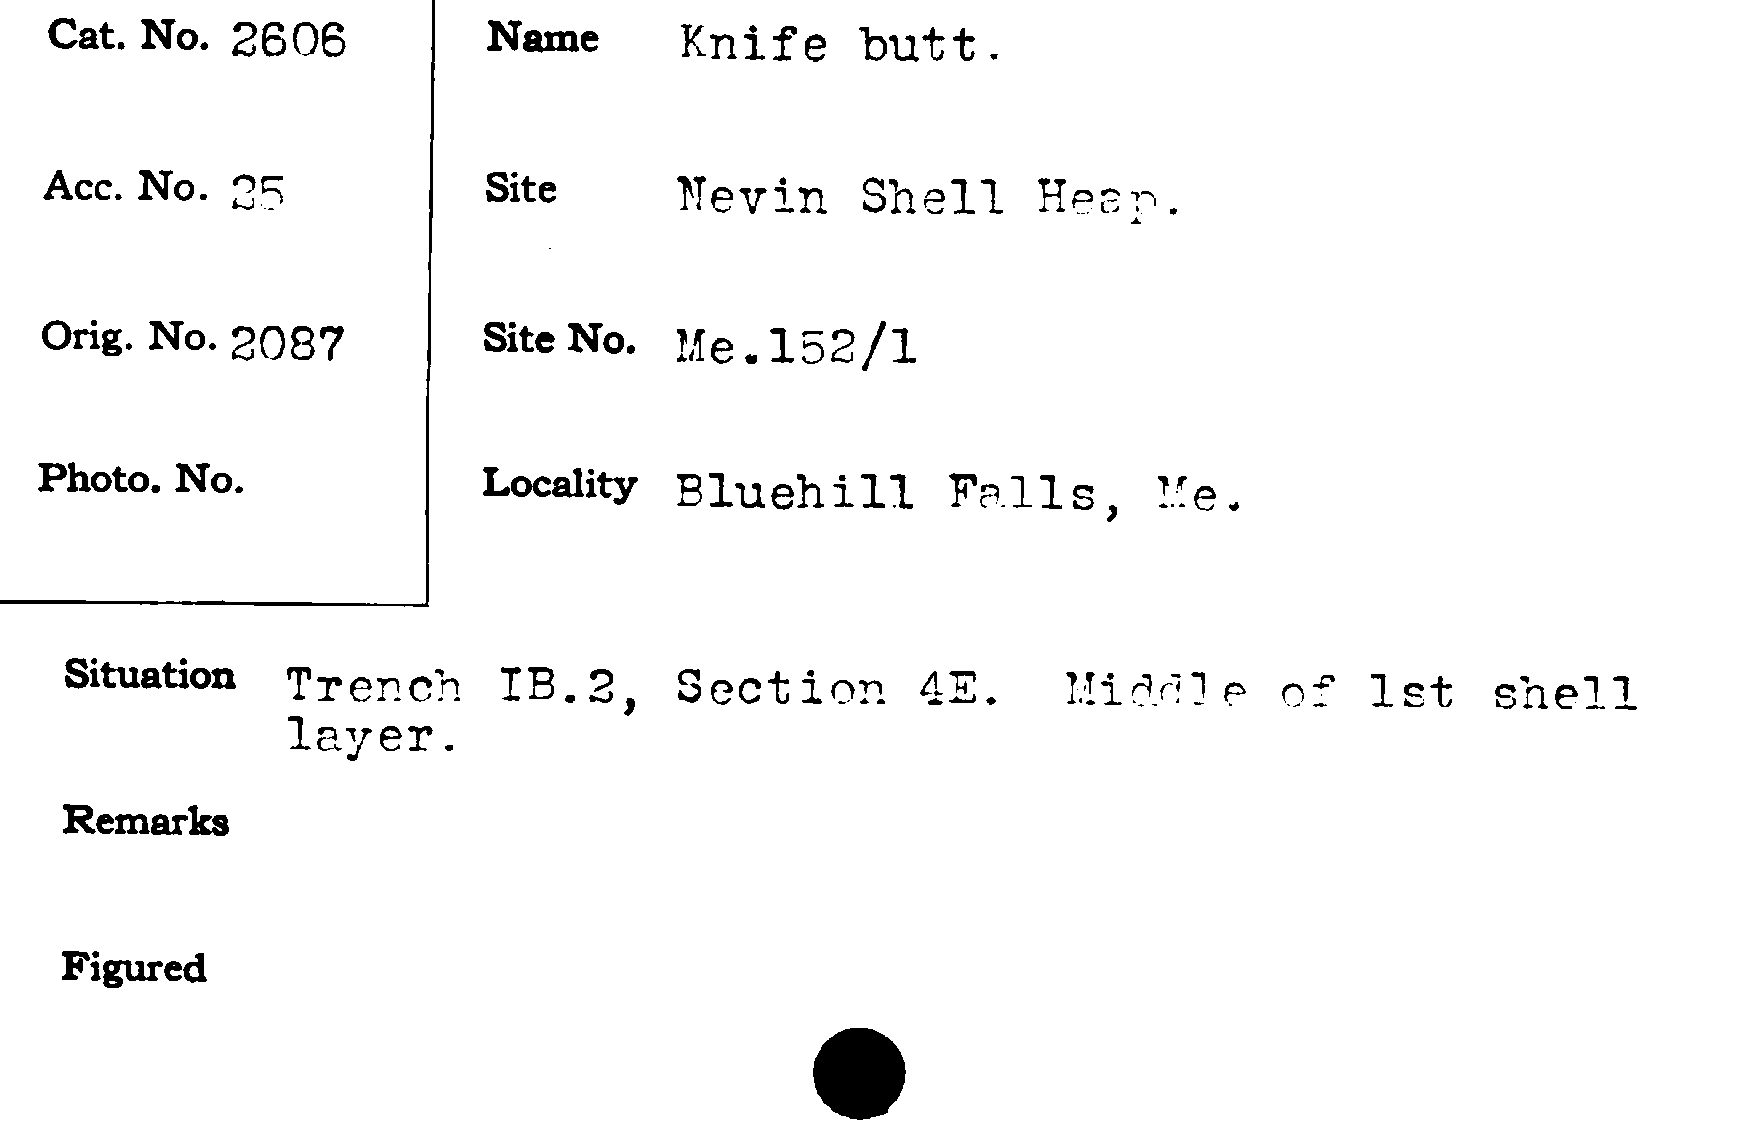 Cat. No. 2606
Name Knife butt.
Acc. No. 25
Site Nevin Shell Heap.
Orig. No. 2087
Site No. Me.152/1
Photo. No.
Locality Bluehill Falls, Me.
Situation Trench IB.2, Section 4E. Middle of 1st shell
layer.
Remarks
Figured